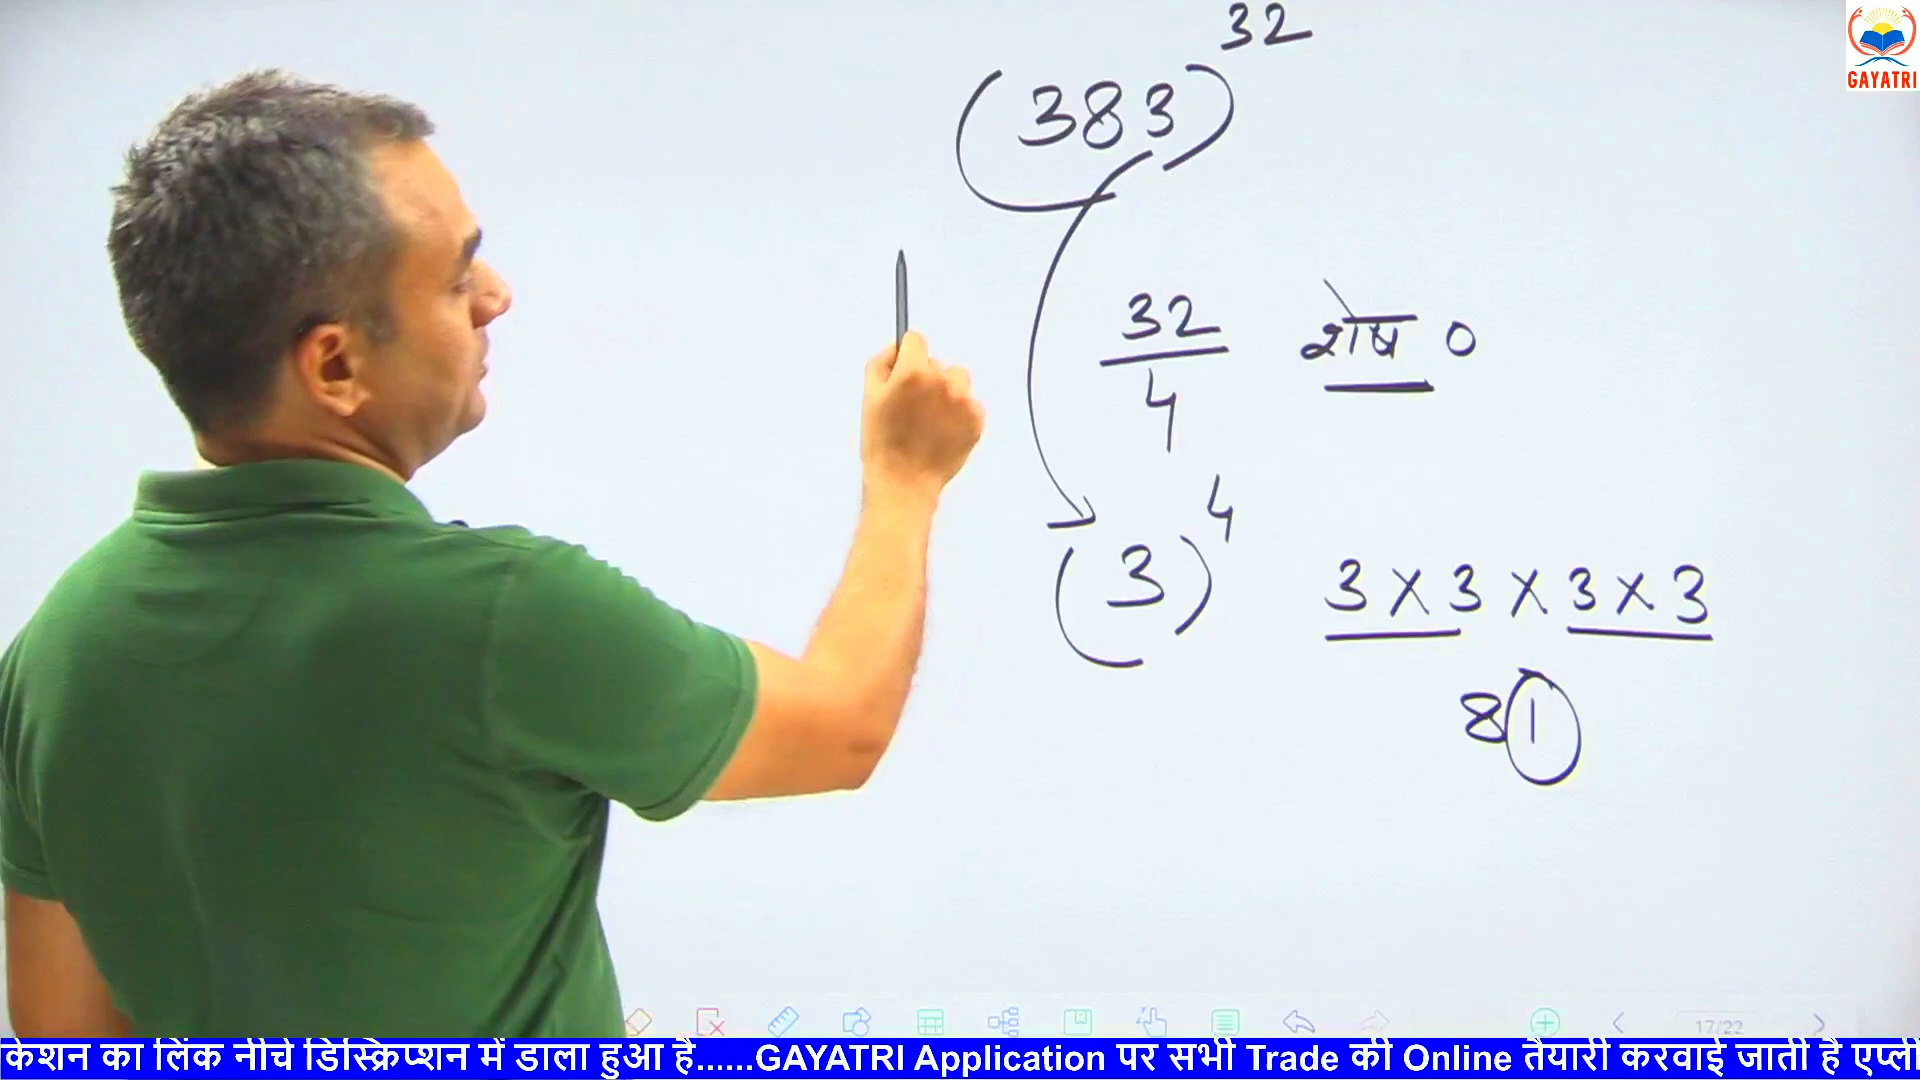 32
(383)
32
4
शेष 0
(3)
4
3 × 3 × 3 × 3
81
GAYATRI
17/22
केशन का लिंक नीचे डिस्क्रिप्शन में डाला हुआ है......GAYATRI Application पर सभी Trade की Online तैयारी करवाई जाती है एप्ली